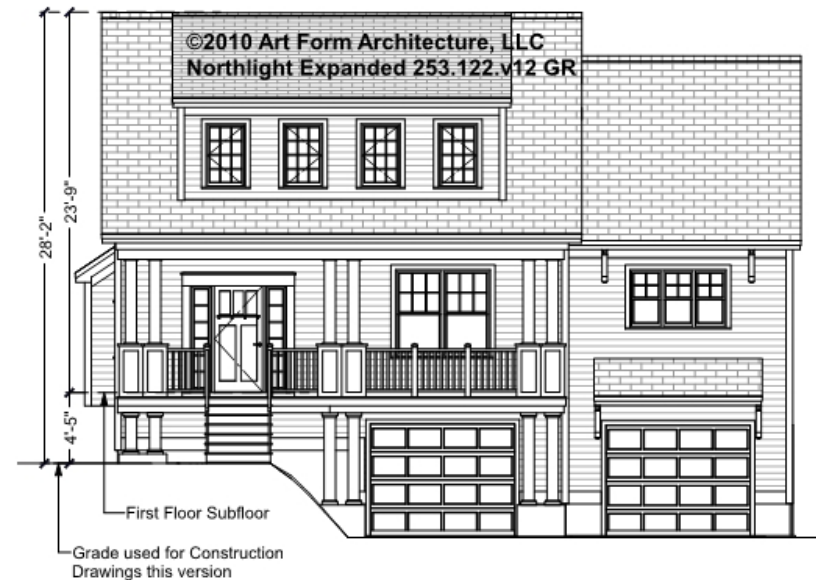 ©2010 Art Form Architecture, LLC
Northlight Expanded 253.122.v12 GR
28'-2"
23'-9"
4'-5"
First Floor Subfloor
Grade used for Construction
Drawings this version